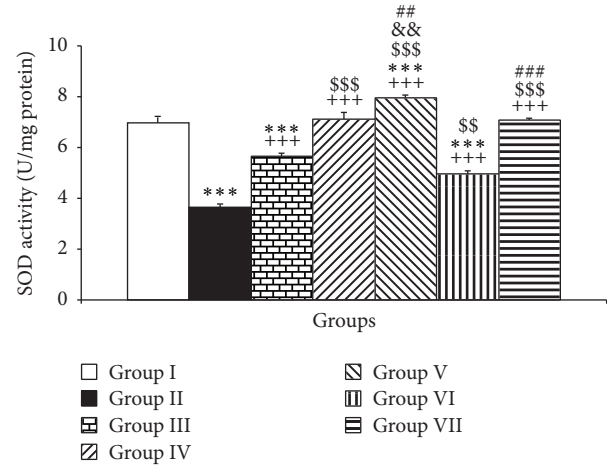 ##
&&
$$$
***
+++
###
$$$
+++
$$$
+++
$$
***
+++
***
+++
***
10
8
6
4
2
0
SOD activity (U/mg protein)
Groups
Group I
Group II
Group III
Group IV
Group V
Group VI
Group VII